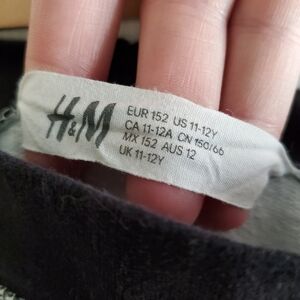 H&M
EUR 152 US 11-12Y
CA 11-12A CN 150/66
MX 152 AUS 12
UK 11-12Y